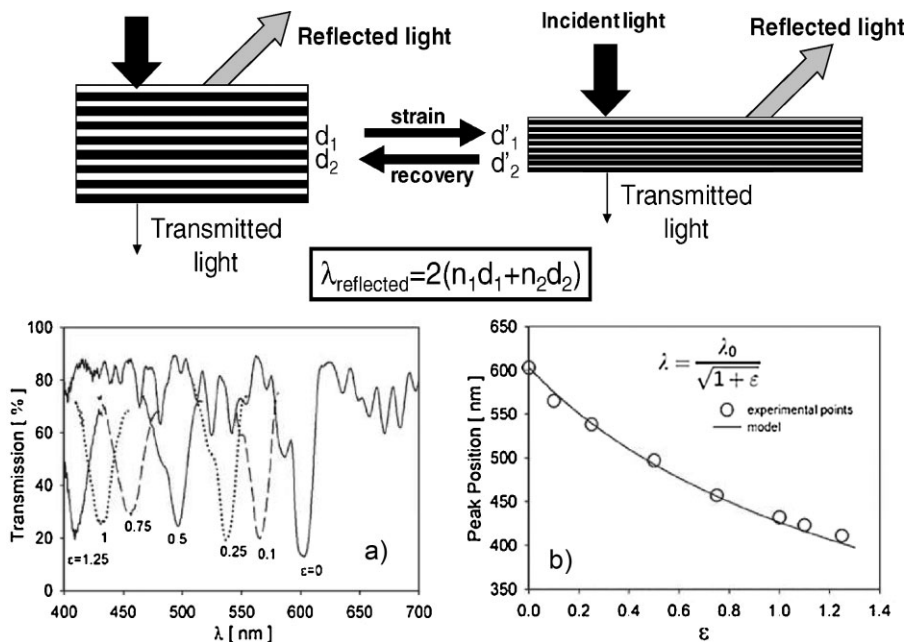 Incident light
Reflected light
Reflected light
d₁
d₂
strain
recovery
d'₁
d'₂
Transmitted
light
Transmitted
light
λreflected=2(n₁d₁+n₂d₂)
Transmission [ % ]
100
80
60
40
20
0
ε=1.25
1
0.75
0 5
0.25
0.1
ε=0
a)
400
450
500
550
600
650
700
λ [ nm ]
Peak Position [ nm ]
650
600
550
500
450
400
350
λ = λ₀ / √1 + ε
experimental points
model
b)
0.0
0.2
0.4
0.6
0.8
1.0
1.2
1.4
ε